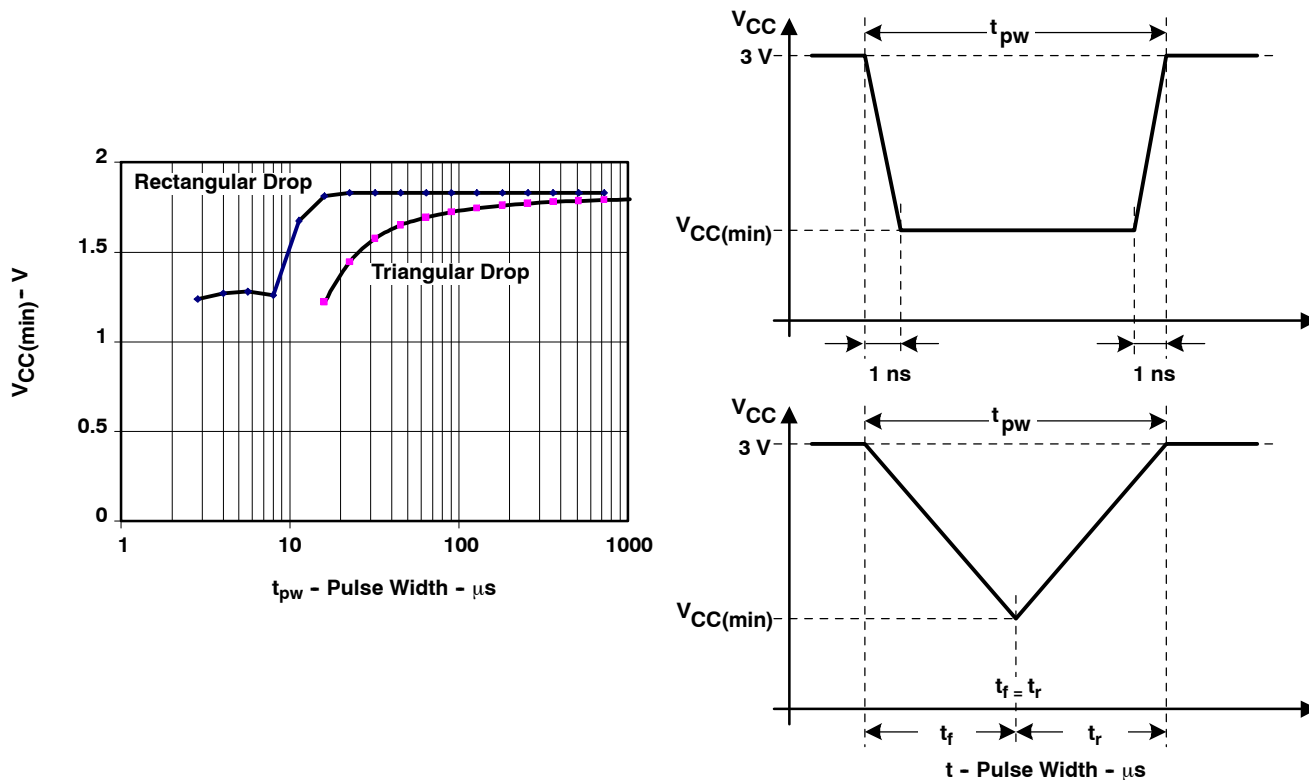 2
1.5
1
0.5
0
VCC(min) - V
Rectangular Drop
Triangular Drop
1
10
100
1000
tpw - Pulse Width - μs
VCC
3 V
tpw
VCC(min)
1 ns
1 ns
VCC
3 V
tpw
VCC(min)
tf = tr
tf
tr
t - Pulse Width - μs